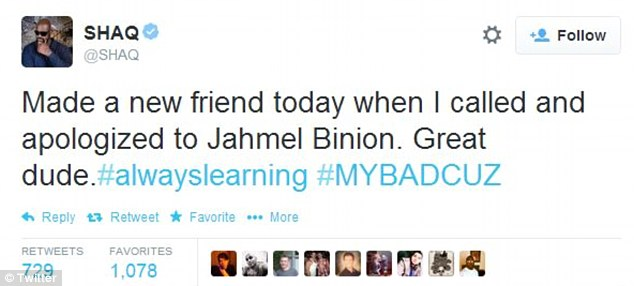 SHAQ
@SHAQ
Follow
Made a new friend today when I called and
apologized to Jahmel Binion. Great
dude.#alwayslearning #MYBADCUZ
Reply Retweet Favorite More
RETWEETS FAVORITES
729 1,078
© Twitter